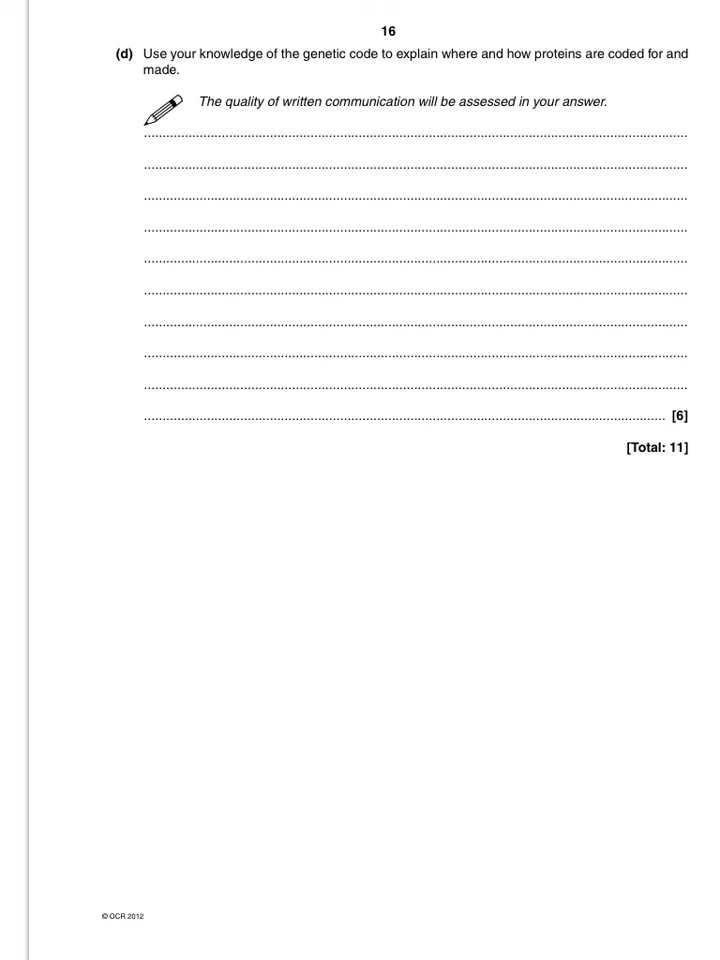 16
(d) Use your knowledge of the genetic code to explain where and how proteins are coded for and
made.
The quality of written communication will be assessed in your answer.
[6]
[Total: 11]
© OCR 2012